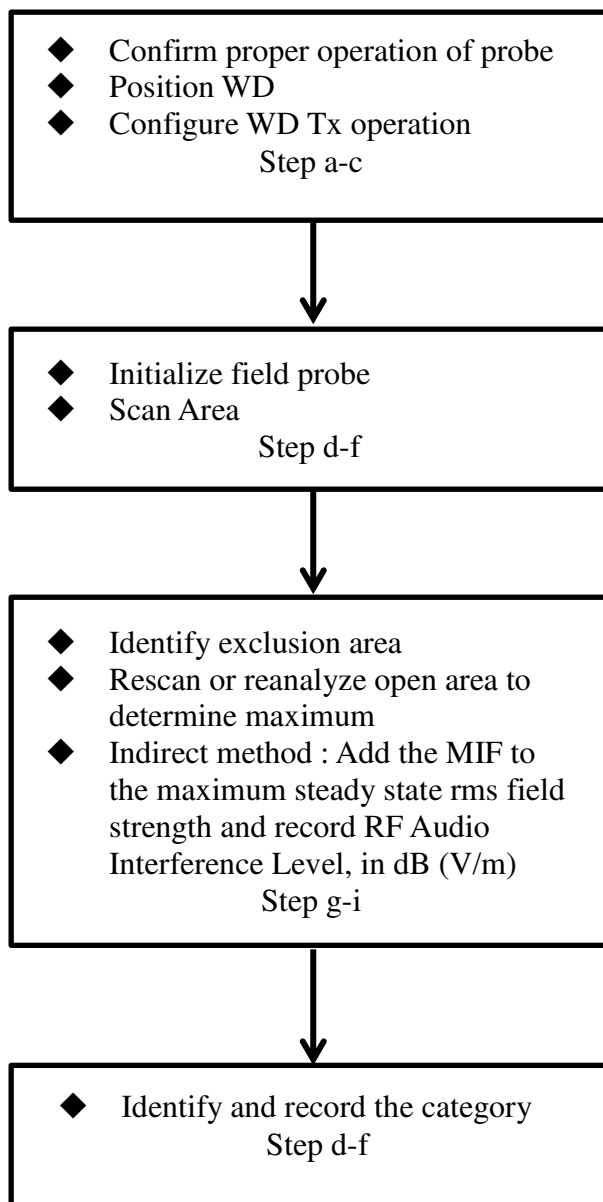 ◆ Confirm proper operation of probe
◆ Position WD
◆ Configure WD Tx operation
Step a-c
◆ Initialize field probe
◆ Scan Area
Step d-f
◆ Identify exclusion area
◆ Rescan or reanalyze open area to
determine maximum
◆ Indirect method : Add the MIF to
the maximum steady state rms field
strength and record RF Audio
Interference Level, in dB (V/m)
Step g-i
◆ Identify and record the category
Step d-f